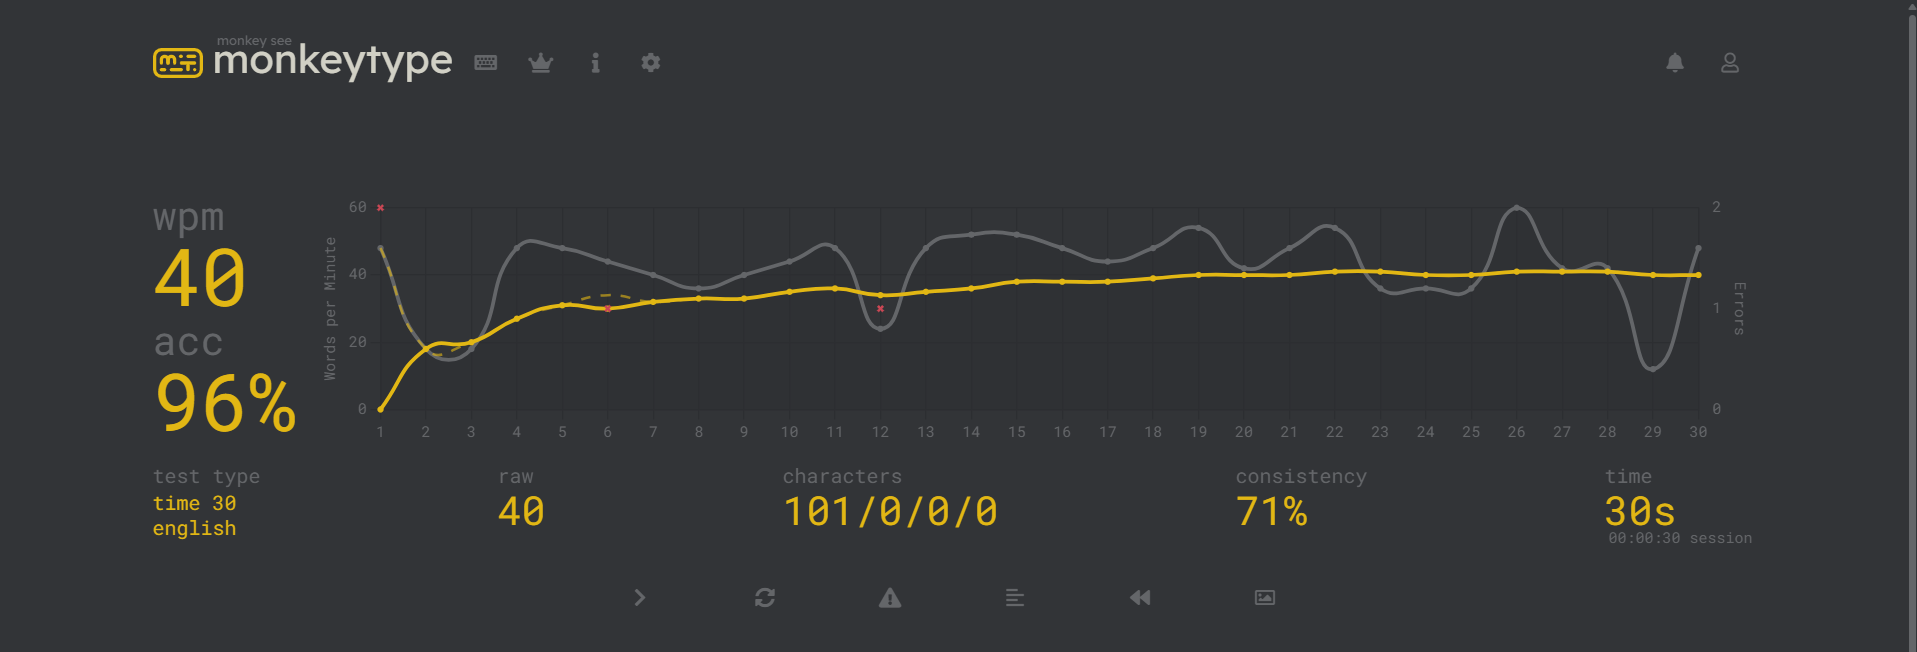 monkey see
monkeytype
wpm
40
acc
96%
Words per Minute
60
40
20
0
2
1
0
Errors
1 2 3 4 5 6 7 8 9 10 11 12 13 14 15 16 17 18 19 20 21 22 23 24 25 26 27 28 29 30
test type
time 30
english
raw
40
characters
101/0/0/0
consistency
71%
time
30s
00:00:30 session